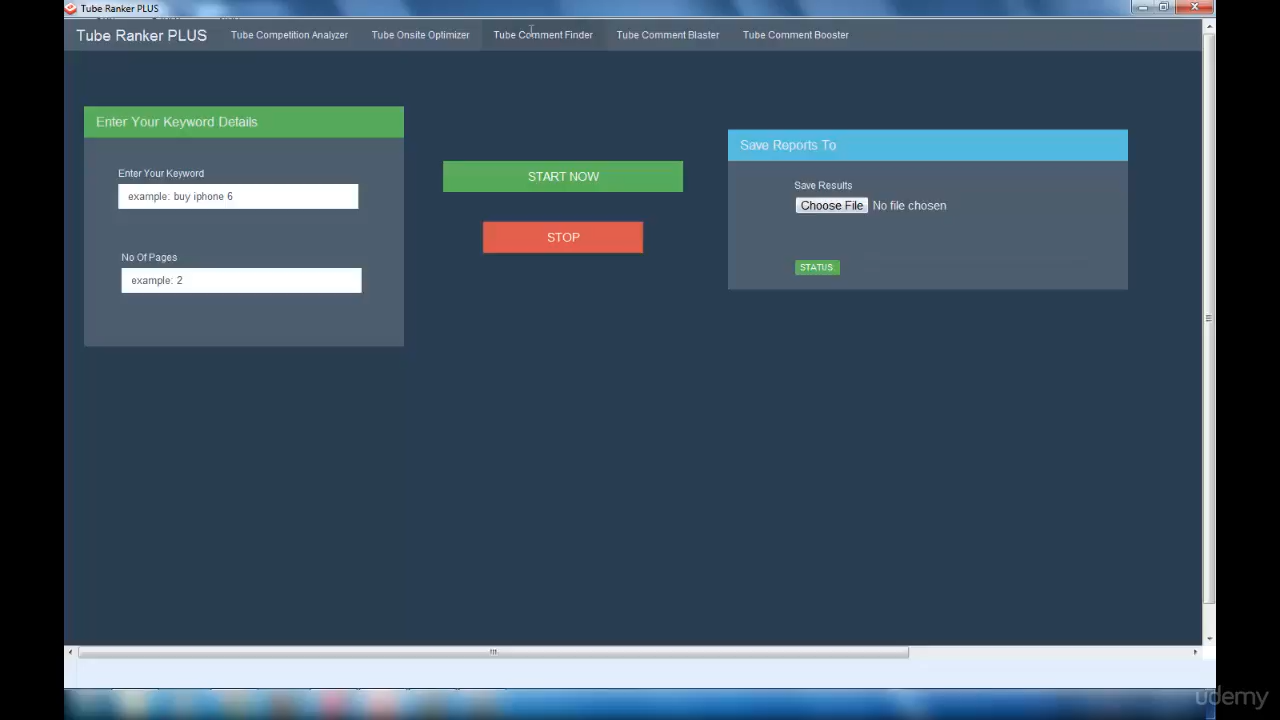 Tube Ranker PLUS
Tube Ranker PLUS Tube Competition Analyzer Tube Onsite Optimizer Tube Comment Finder Tube Comment Blaster Tube Comment Booster
Enter Your Keyword Details
Enter Your Keyword
example: buy iphone 6
No Of Pages
example: 2
START NOW
STOP
Save Reports To
Save Results
Choose File No file chosen
STATUS
udemy